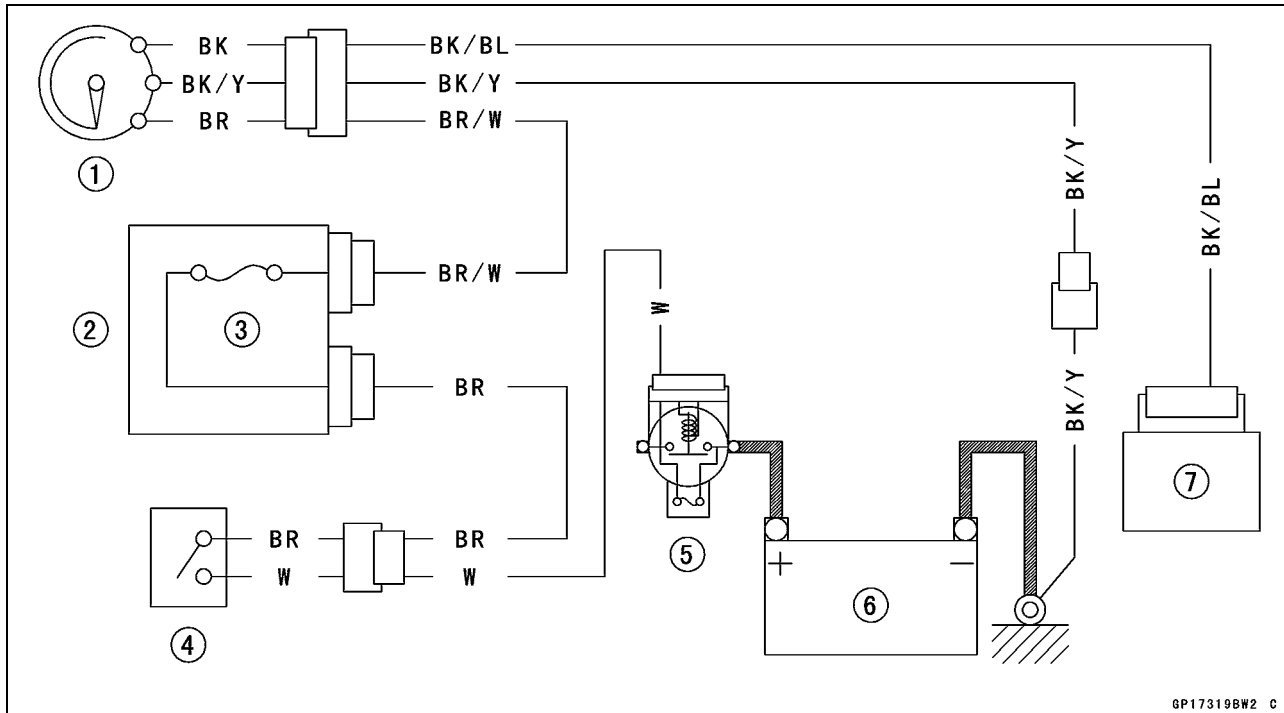 BK BK/BL
BK/Y BK/Y
BR BR/W
①
BK/Y
BK/BL
BR/W
W
②
③
BR
BK/Y
⑦
BR BR
W W
④
⑤
+ −
⑥
GP17319BW2 C